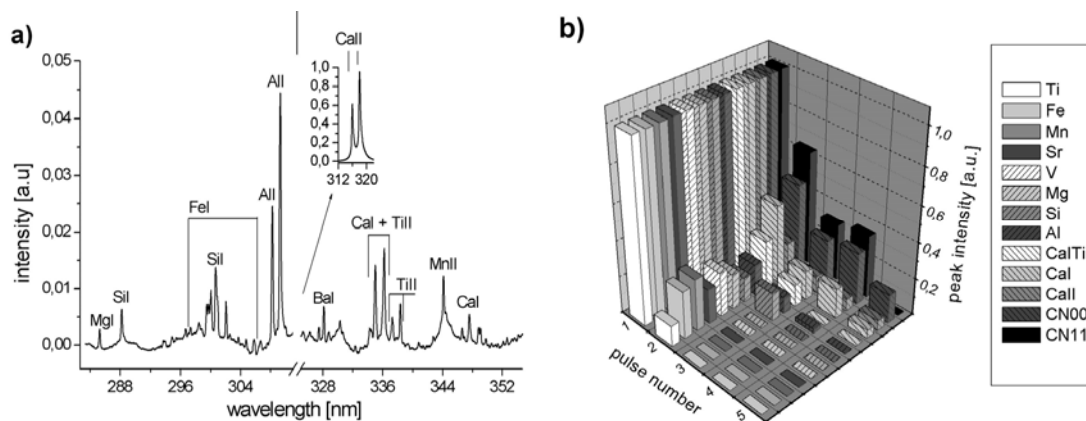 a)
CaII
1,0
0,8
0,6
0,4
0,2
0,0
312 320
0,05
0,04
0,03
0,02
0,01
0,00
intensity [a.u]
MgI
SiI
FeI
SiI
AlI
AlI
BaI
CaI + TiII
TiII
MnII
CaI
288 296 304 328 336 344 352
wavelength [nm]
b)
1,0
0,8
0,6
0,4
0,2
peak intensity [a.u.]
1 2 3 4 5
pulse number
Ti
Fe
Mn
Sr
V
Mg
Si
Al
CaITi
CaI
CaII
CN00
CN11